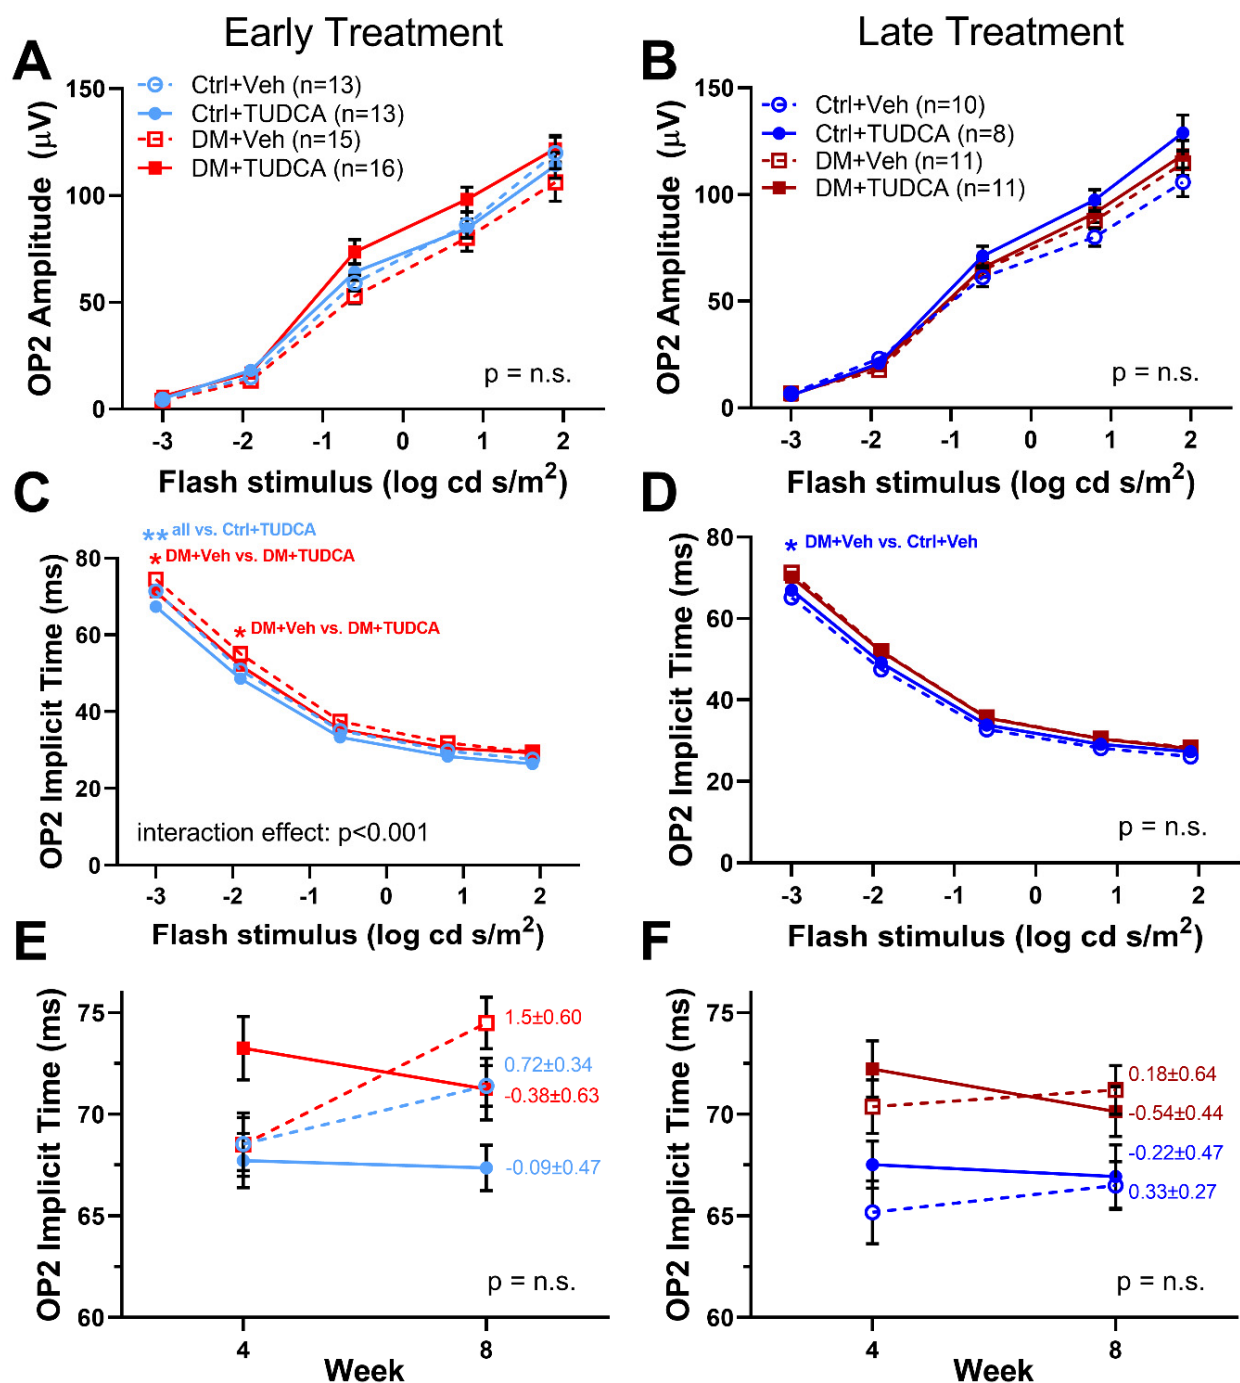 Early Treatment
Late Treatment
A
Ctrl+Veh (n=13)
Ctrl+TUDCA (n=13)
DM+Veh (n=15)
DM+TUDCA (n=16)
OP2 Amplitude (µV)
150
100
50
0
p = n.s.
-3 -2 -1 0 1 2
Flash stimulus (log cd s/m²)
B
Ctrl+Veh (n=10)
Ctrl+TUDCA (n=8)
DM+Veh (n=11)
DM+TUDCA (n=11)
OP2 Amplitude (µV)
150
100
50
0
p = n.s.
-3 -2 -1 0 1 2
Flash stimulus (log cd s/m²)
C
** all vs. Ctrl+TUDCA
* DM+Veh vs. DM+TUDCA
* DM+Veh vs. DM+TUDCA
OP2 Implicit Time (ms)
80
60
40
20
0
interaction effect: p<0.001
-3 -2 -1 0 1 2
Flash stimulus (log cd s/m²)
D
* DM+Veh vs. Ctrl+Veh
OP2 Implicit Time (ms)
80
60
40
20
0
p = n.s.
-3 -2 -1 0 1 2
Flash stimulus (log cd s/m²)
E
OP2 Implicit Time (ms)
75
70
65
60
1.5±0.60
0.72±0.34
-0.38±0.63
-0.09±0.47
p = n.s.
4 8
Week
F
OP2 Implicit Time (ms)
75
70
65
60
0.18±0.64
-0.54±0.44
-0.22±0.47
0.33±0.27
p = n.s.
4 8
Week